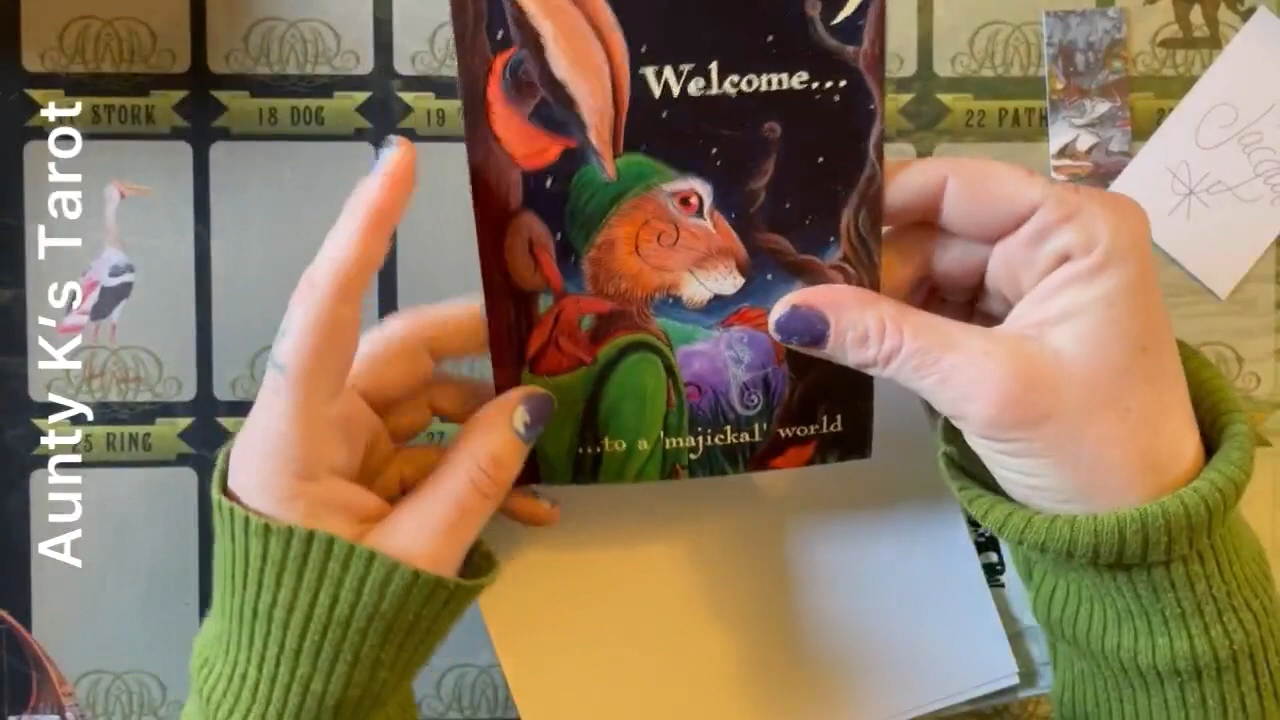 STORK
18 DOG
19
22 PATH
Welcome...
Aunty K's Tarot
5 RING
27
...to a 'majickal' world